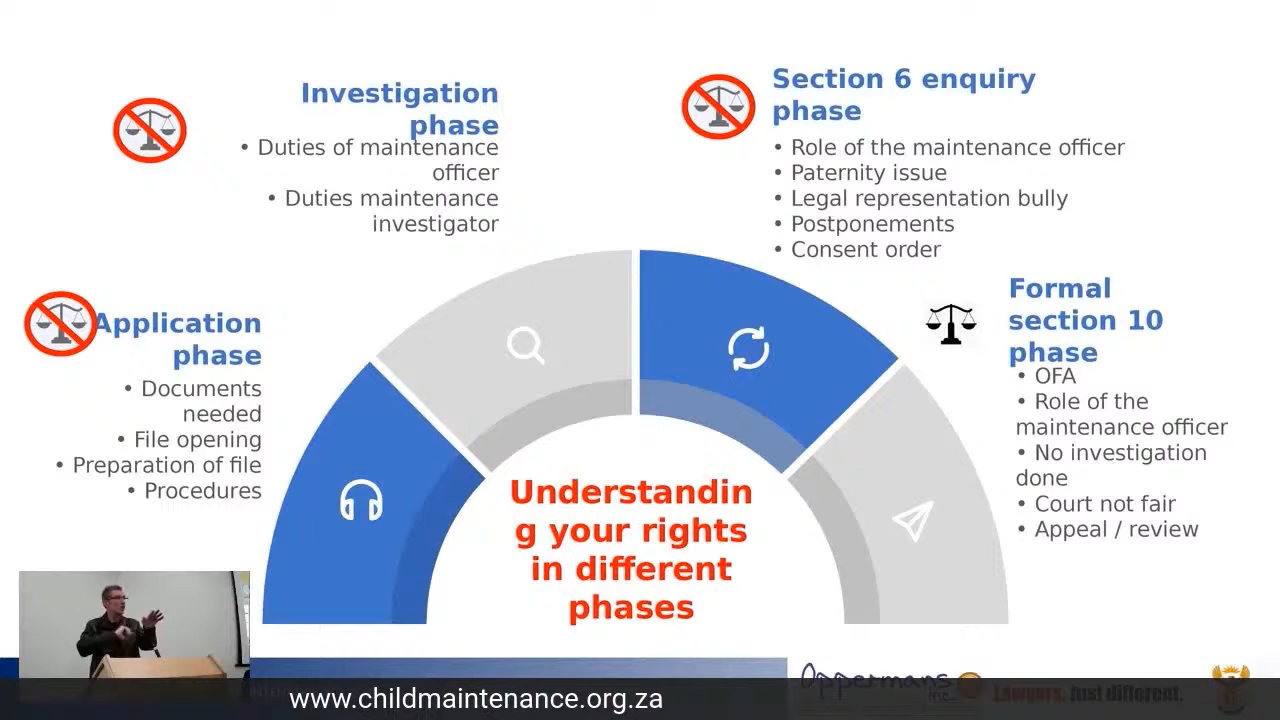 Investigation
phase
• Duties of maintenance
officer
• Duties maintenance
investigator
Section 6 enquiry
phase
• Role of the maintenance officer
• Paternity issue
• Legal representation bully
• Postponements
• Consent order
Application
phase
• Documents
needed
• File opening
• Preparation of file
• Procedures
Formal
section 10
phase
• OFA
• Role of the
maintenance officer
• No investigation
done
• Court not fair
• Appeal / review
Understandin
g your rights
in different
phases
Oppermans
Lawyers. Just different.
www.childmaintenance.org.za